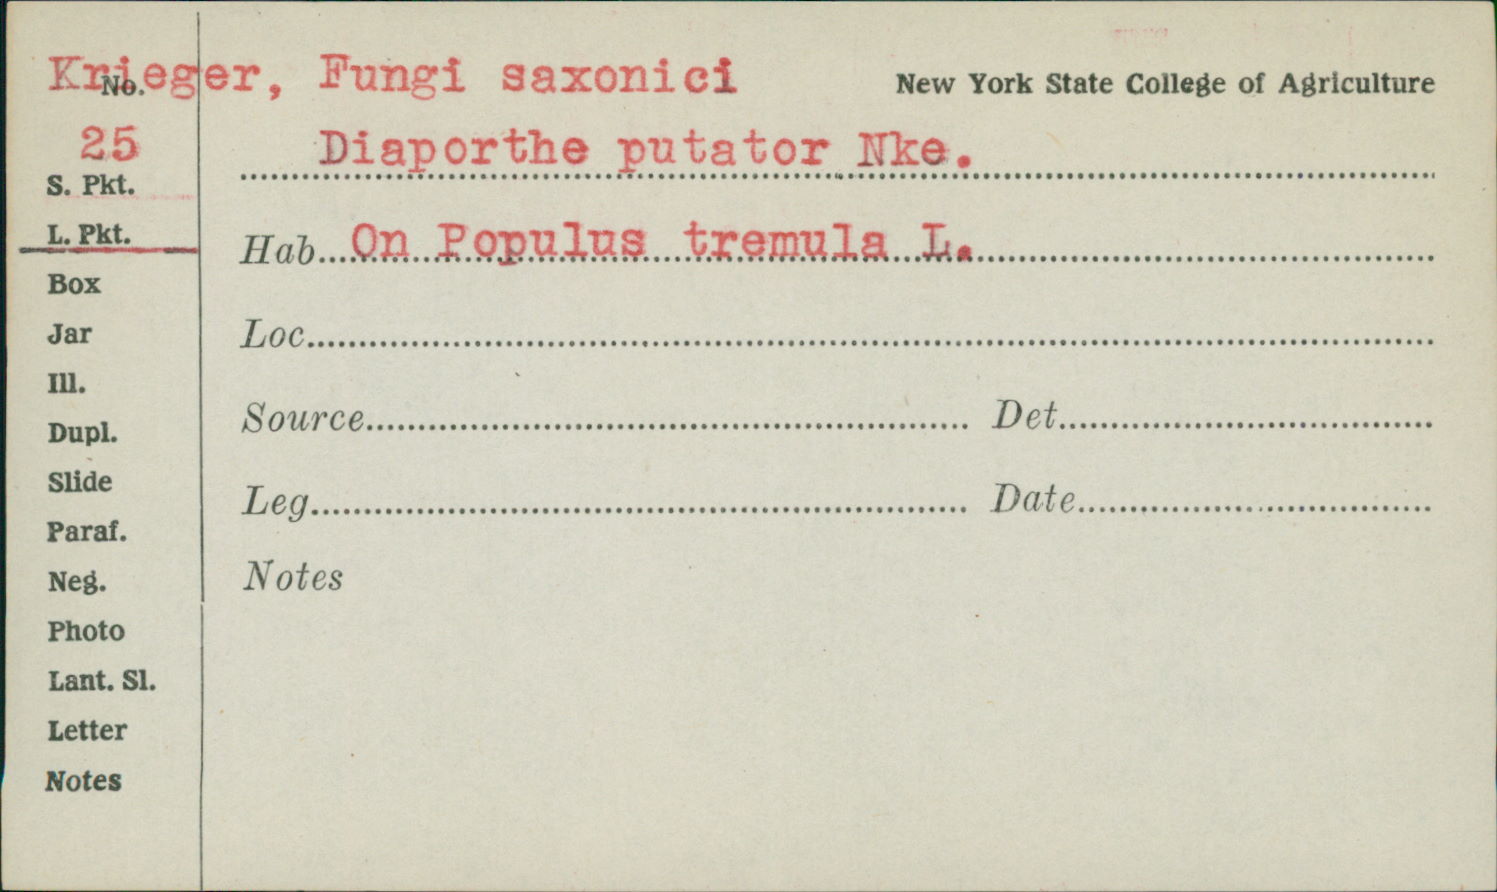 Krieger, Fungi saxonici
No.
New York State College of Agriculture
25
Diaporthe putator Nke.
S. Pkt.
L. Pkt.
Hab. On Populus tremula L.
Box
Jar
Loc.
Ill.
Source
Det.
Dupl.
Slide
Leg.
Date
Paraf.
Neg.
Notes
Photo
Lant. Sl.
Letter
Notes